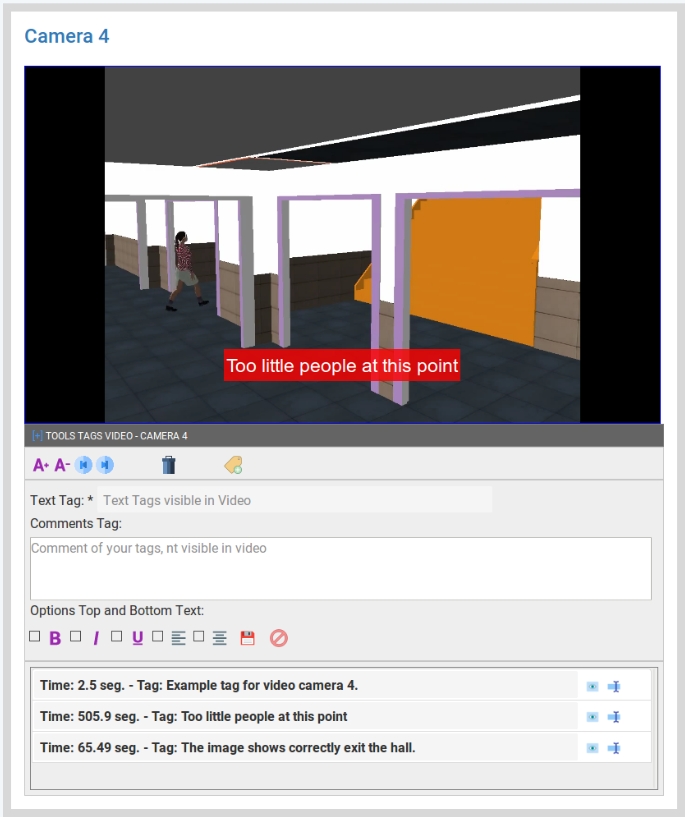 Camera 4
Too little people at this point
[+] TOOLS TAGS VIDEO - CAMERA 4
A+ A-
Text Tag: * Text Tags visible in Video
Comments Tag:
Comment of your tags, nt visible in video
Options Top and Bottom Text:
B I U
Time: 2.5 seg. - Tag: Example tag for video camera 4.
Time: 505.9 seg. - Tag: Too little people at this point
Time: 65.49 seg. - Tag: The image shows correctly exit the hall.